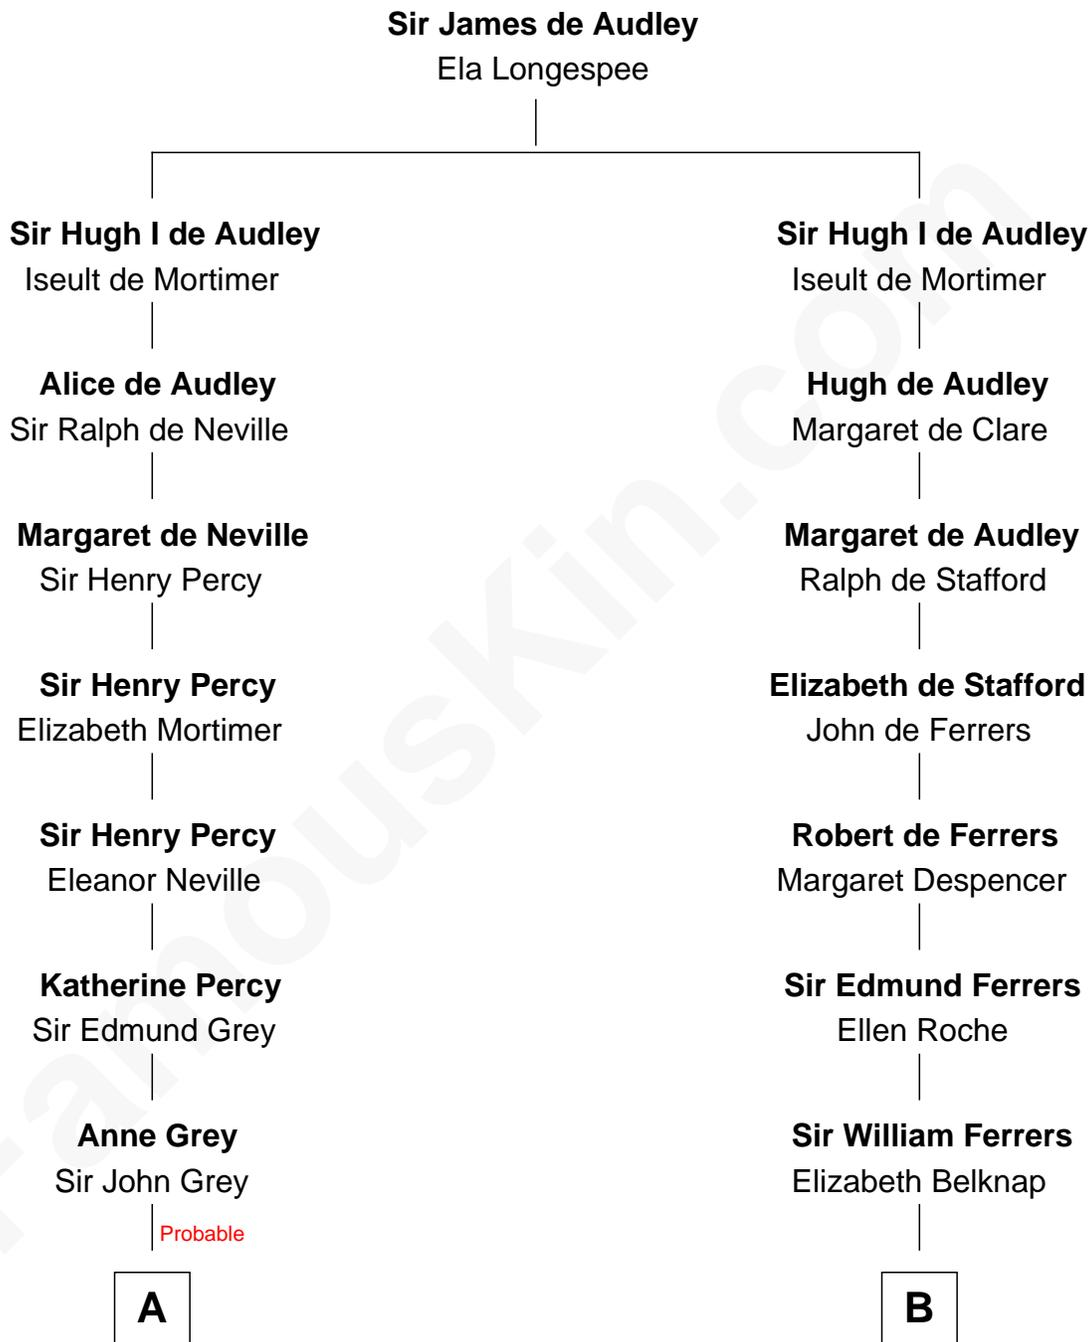 Sir James de Audley
Ela Longespee
Sir Hugh I de Audley
Iseult de Mortimer
Alice de Audley
Sir Ralph de Neville
Margaret de Neville
Sir Henry Percy
Sir Henry Percy
Elizabeth Mortimer
Sir Henry Percy
Eleanor Neville
Katherine Percy
Sir Edmund Grey
Anne Grey
Sir John Grey
Probable
A
Sir Hugh I de Audley
Iseult de Mortimer
Hugh de Audley
Margaret de Clare
Margaret de Audley
Ralph de Stafford
Elizabeth de Stafford
John de Ferrers
Robert de Ferrers
Margaret Despencer
Sir Edmund Ferrers
Ellen Roche
Sir William Ferrers
Elizabeth Belknap
B
FamousKin.com